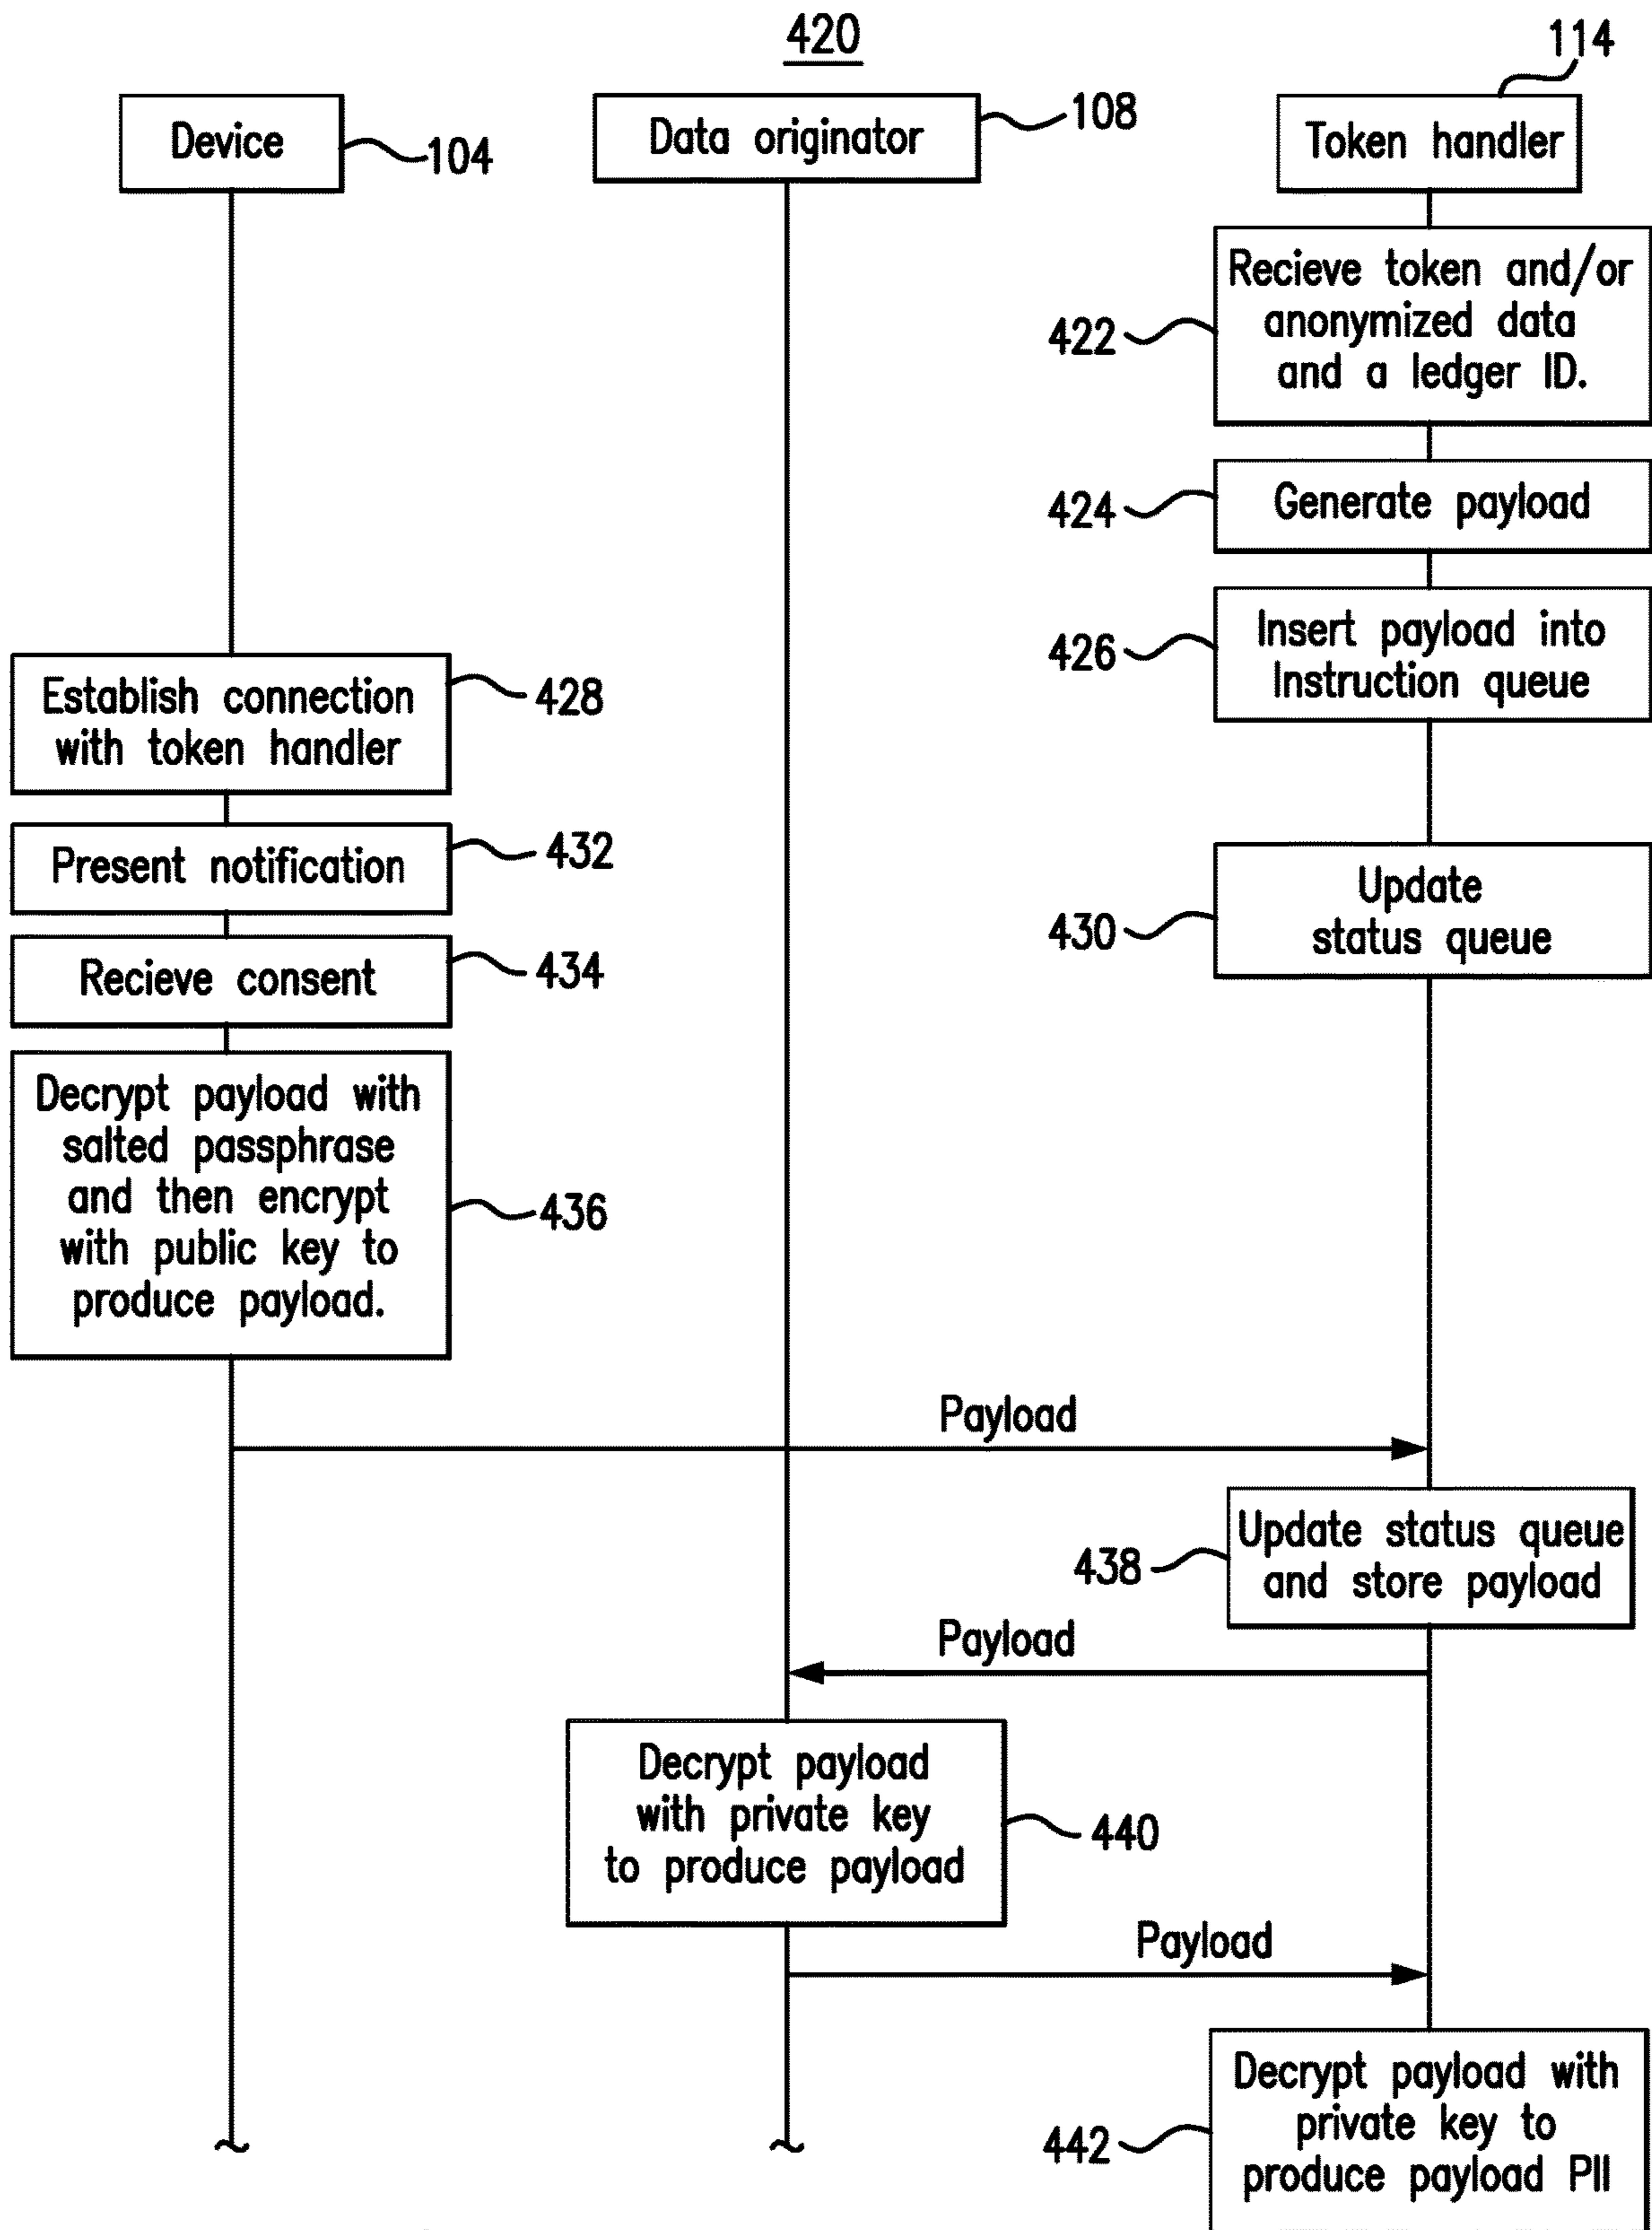 420
114
Device
104
Data originator
108
Token handler
Recieve token and/or
anonymized data
and a ledger ID.
422
Generate payload
424
Insert payload into
Instruction queue
426
Establish connection
with token handler
428
Present notification
432
Update
status queue
430
Recieve consent
434
Decrypt payload with
salted passphrase
and then encrypt
with public key to
produce payload.
436
Payload
Update status queue
and store payload
438
Payload
Decrypt payload
with private key
to produce payload
440
Payload
Decrypt payload with
private key to
produce payload PII
442